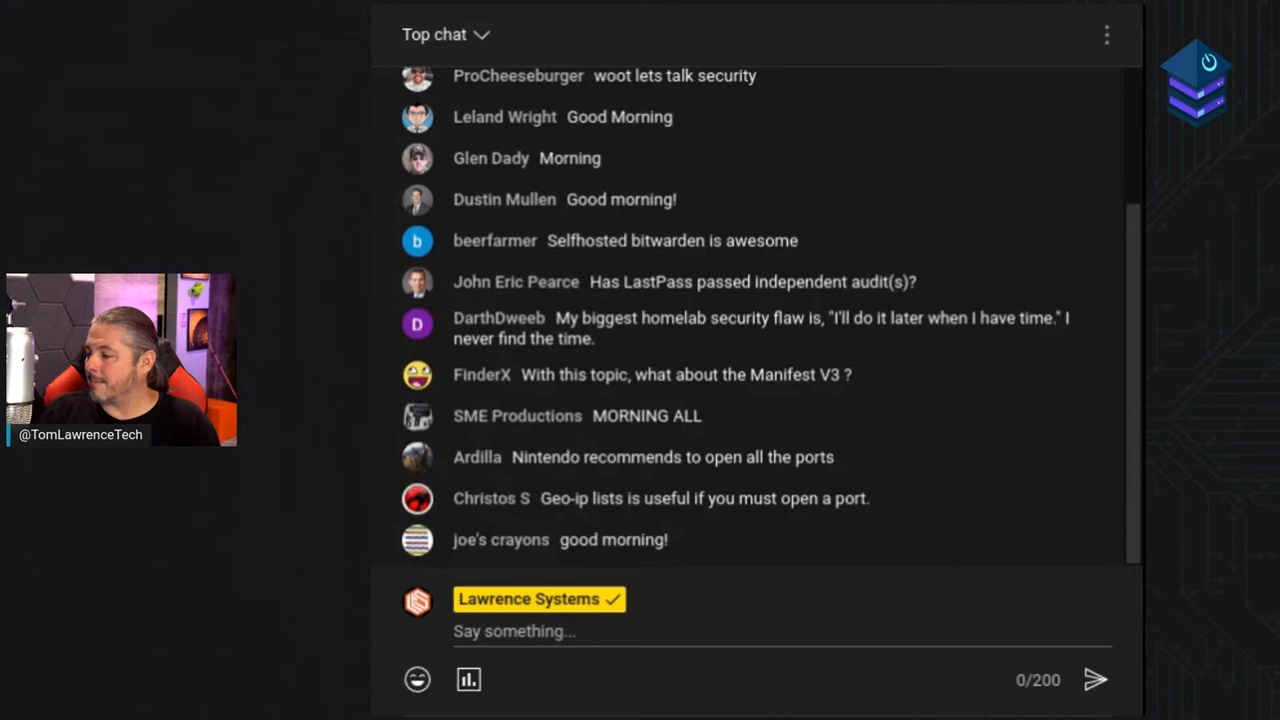 Top chat
ProCheeseburger woot lets talk security
Leland Wright Good Morning
Glen Dady Morning
Dustin Mullen Good morning!
b beerfarmer Selfhosted bitwarden is awesome
John Eric Pearce Has LastPass passed independent audit(s)?
D DarthDweeb My biggest homelab security flaw is, "I'll do it later when I have time." I
never find the time.
FinderX With this topic, what about the Manifest V3 ?
SME Productions MORNING ALL
Ardilla Nintendo recommends to open all the ports
Christos S Geo-ip lists is useful if you must open a port.
joe's crayons good morning!
Lawrence Systems
Say something...
0/200
@TomLawrenceTech